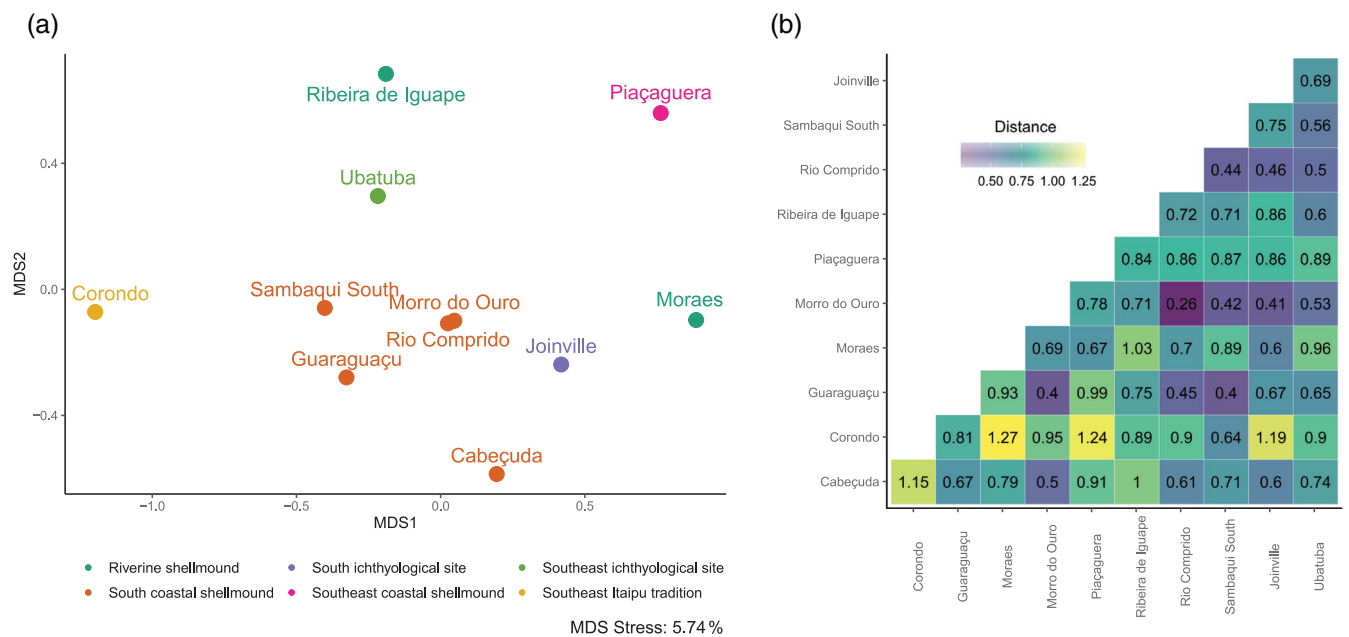 (a)
Ribeira de Iguape
Piaçaguera
Ubatuba
Corondo
Sambaqui South
Morro do Ouro
Rio Comprido
Moraes
Guaraguaçu
Joinville
Cabeçuda
MDS2
0.4
0.0
−0.4
−1.0
−0.5
0.0
0.5
MDS1
Riverine shellmound
South ichthyological site
Southeast ichthyological site
South coastal shellmound
Southeast coastal shellmound
Southeast Itaipu tradition
MDS Stress: 5.74%
(b)
Distance
0.50 0.75 1.00 1.25
Joinville 0.69
Sambaqui South 0.75 0.56
Rio Comprido 0.44 0.46 0.5
Ribeira de Iguape 0.72 0.71 0.86 0.6
Piaçaguera 0.84 0.86 0.87 0.86 0.89
Morro do Ouro 0.78 0.71 0.26 0.42 0.41 0.53
Moraes 0.69 0.67 1.03 0.7 0.89 0.6 0.96
Guaraguaçu 0.93 0.4 0.99 0.75 0.45 0.4 0.67 0.65
Corondo 0.81 1.27 0.95 1.24 0.89 0.9 0.64 1.19 0.9
Cabeçuda 1.15 0.67 0.79 0.5 0.91 1 0.61 0.71 0.6 0.74
Corondo
Guaraguaçu
Moraes
Morro do Ouro
Piaçaguera
Ribeira de Iguape
Rio Comprido
Sambaqui South
Joinville
Ubatuba